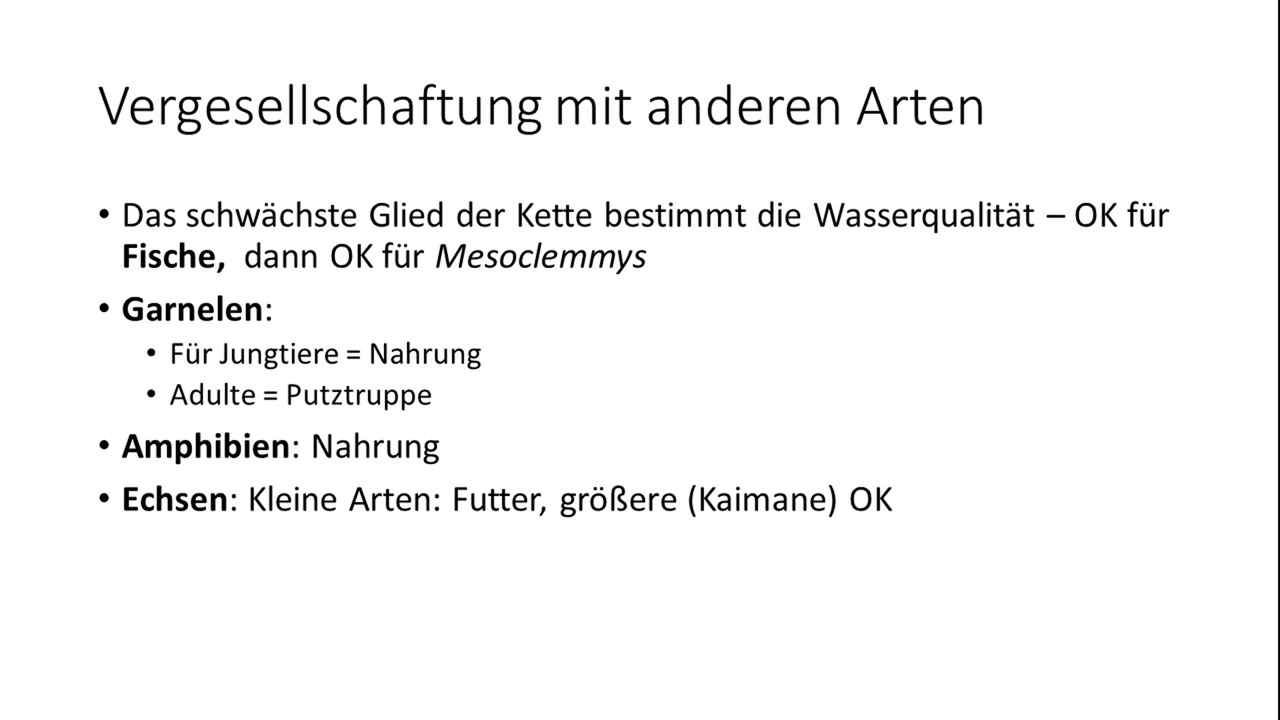 Vergesellschaftung mit anderen Arten
• Das schwächste Glied der Kette bestimmt die Wasserqualität – OK für
Fische, dann OK für Mesoclemmys
• Garnelen:
• Für Jungtiere = Nahrung
• Adulte = Putztruppe
• Amphibien: Nahrung
• Echsen: Kleine Arten: Futter, größere (Kaimane) OK